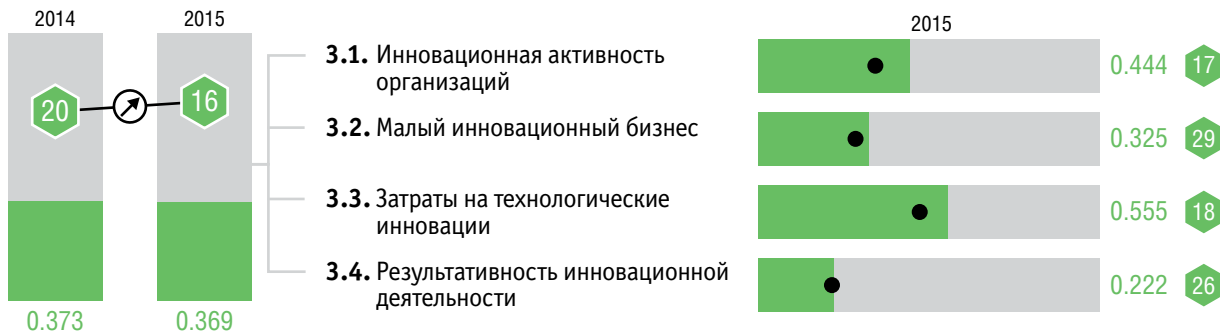 2014
2015
20
16
0.373
0.369
3.1. Инновационная активность
организаций
3.2. Малый инновационный бизнес
3.3. Затраты на технологические
инновации
3.4. Результативность инновационной
деятельности
2015
0.444 17
0.325 29
0.555 18
0.222 26